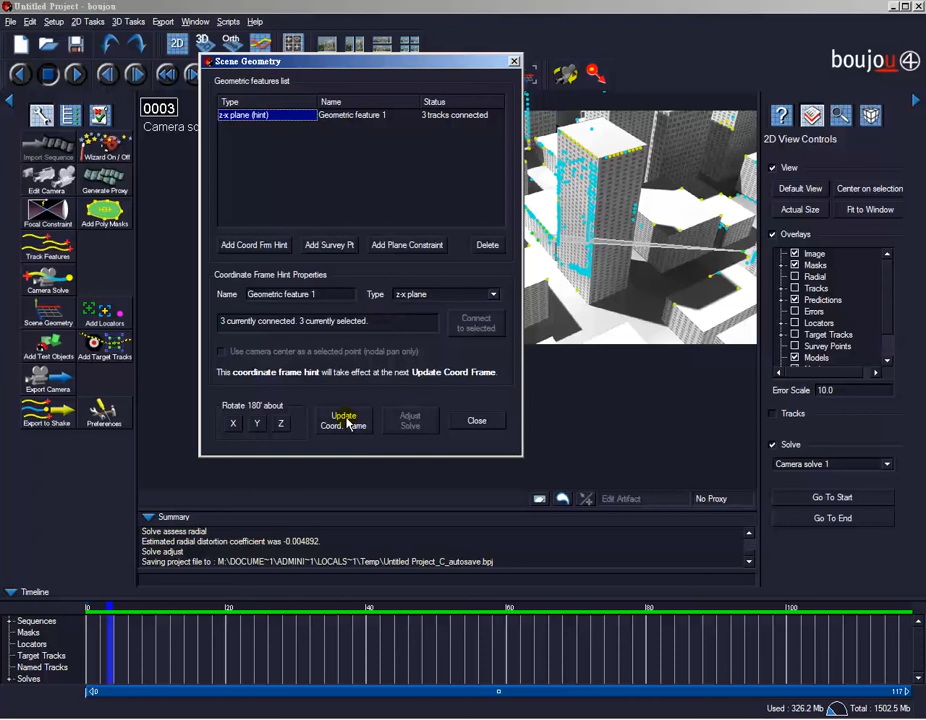 Untitled Project - boujou
File Edit Setup 2D Tasks 3D Tasks Export Window Scripts Help
2D 3D Orth
boujou 4
Import Sequence Wizard On / Off
Edit Camera Generate Proxy
Focal Constraint Add Poly Masks
Track Features
Camera Solve
Scene Geometry Add Locators
Add Test Objects Add Target Tracks
Export Camera
Export to Shake Preferences
0003
Camera so
Scene Geometry
Geometric features list
Type Name Status
z-x plane (hint) Geometric feature 1 3 tracks connected
Add Coord Frm Hint Add Survey Pt Add Plane Constraint Delete
Coordinate Frame Hint Properties
Name Geometric feature 1 Type z-x plane
3 currently connected. 3 currently selected.
Connect
to selected
Use camera center as a selected point (nodal pan only)
This coordinate frame hint will take effect at the next Update Coord Frame.
Rotate 180° about
X Y Z
Update
Coord. Frame
Adjust
Solve
Close
2D View Controls
View
Default View Center on selection
Actual Size Fit to Window
Overlays
Image
Masks
Radial
Tracks
Predictions
Errors
Locators
Target Tracks
Survey Points
Models
Error Scale 10.0
Tracks
Solve
Camera solve 1
Go To Start
Go To End
Edit Artifact No Proxy
Summary
Solve assess radial
Estimated radial distortion coefficient was -0.004892.
Solve adjust
Saving project file to : M:\DOCUME~1\ADMINI~1\LOCALS~1\Temp\Untitled Project_C_autosave.bpj
Timeline
0 20 40 60 80 100
Sequences
Masks
Locators
Target Tracks
Named Tracks
Solves
0 117
Used : 326.2 Mb Total : 1502.5 Mb